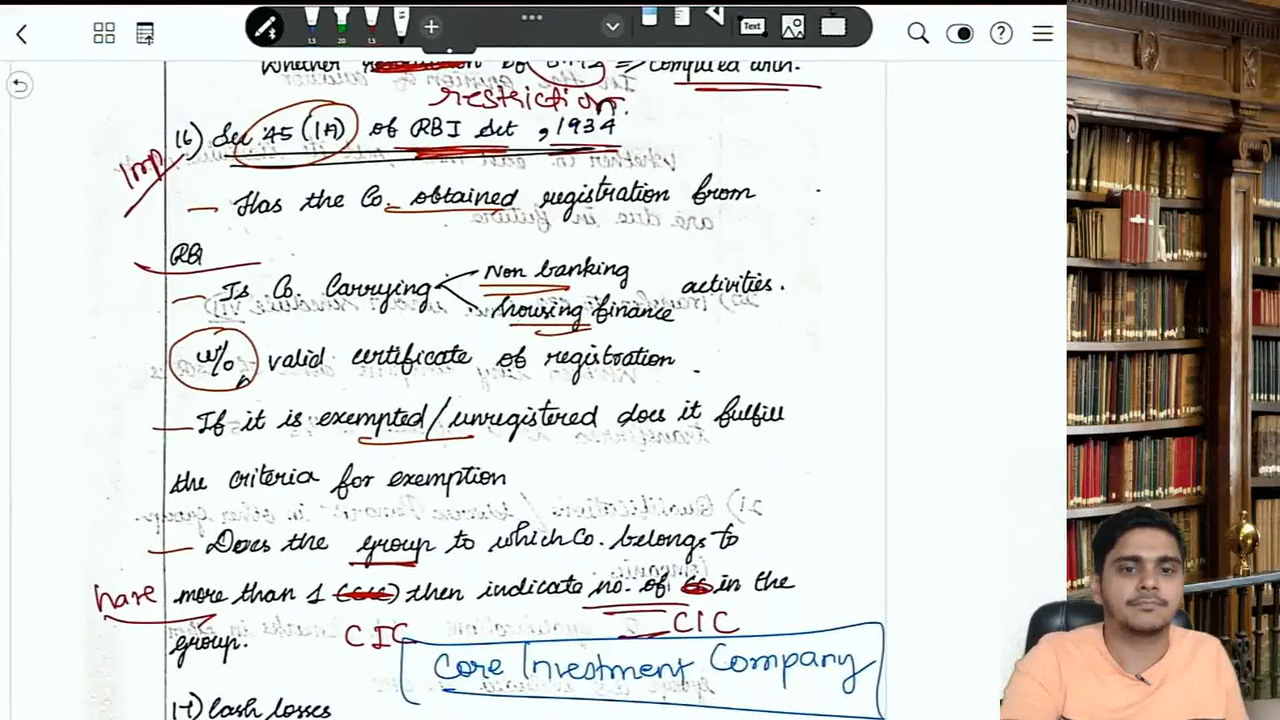 Text
Whether of complied with.
restriction.
16) Sec 45 (IA) of RBI Act, 1934
Imp
— Has the Co. obtained registration from
RBI
— Is Co. Carrying Non banking activities.
housing finance
w/o valid certificate of registration.
— If it is exempted/unregistered does it fulfill
the criteria for exemption
— Does the group to which Co. belongs to
have more than 1 then indicate no. of in the
group. CIC CIC
Core Investment Company
17) Cash losses